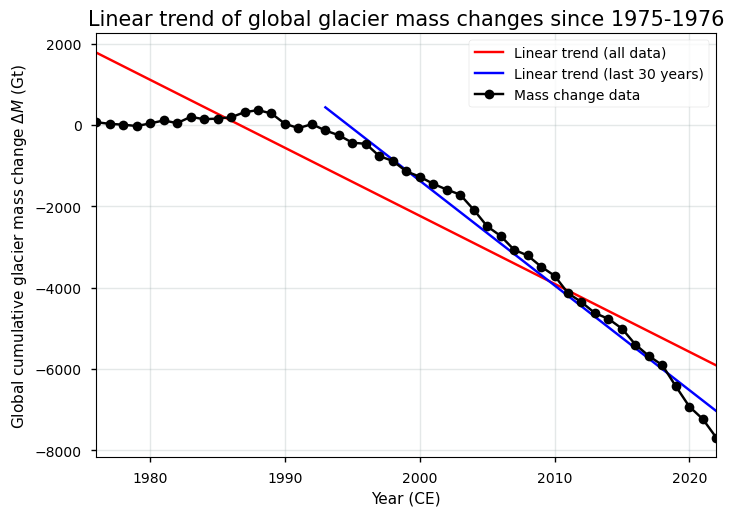 Linear trend of global glacier mass changes since 1975-1976
Linear trend (all data)
Linear trend (last 30 years)
Mass change data
Global cumulative glacier mass change ΔM (Gt)
2000
0
−2000
−4000
−6000
−8000
1980
1990
2000
2010
2020
Year (CE)